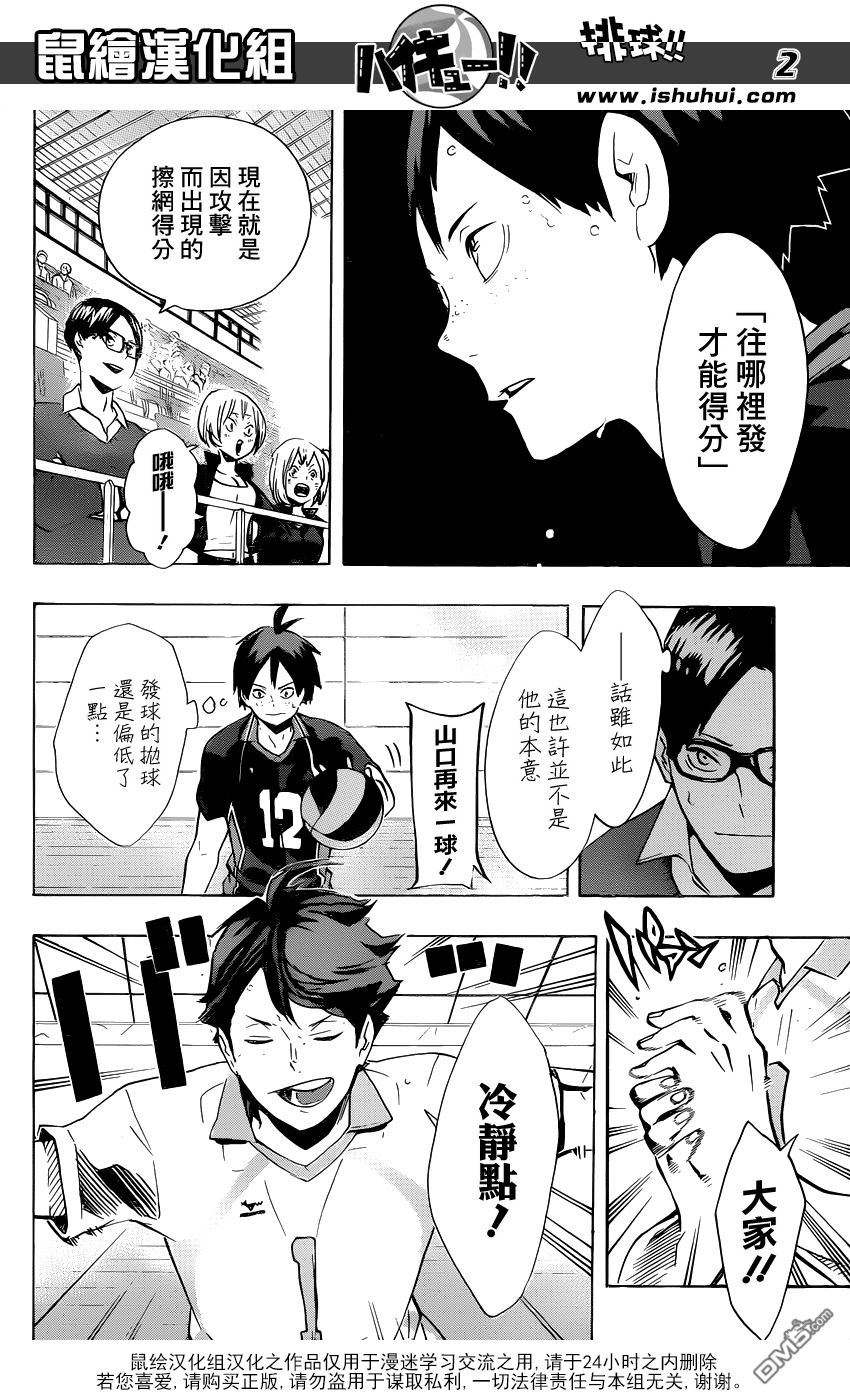 鼠繪漢化組
ハイキュー!!
排球!!
2
www.ishuhui.com
「往哪裡發
才能得分」
現在就是
因攻擊
而出現的
擦網得分
哦哦——!
——話雖如此
這也許並不是
他的本意
山口再來一球!
發球的拋球
還是偏低了
一點…
12
大家!!
冷靜點!
1
鼠绘汉化组汉化之作品仅用于漫迷学习交流之用, 请于24小时之内删除
若您喜爱, 请购买正版, 请勿盗用于谋取私利, 一切法律责任与本组无关, 谢谢。
DM5.com